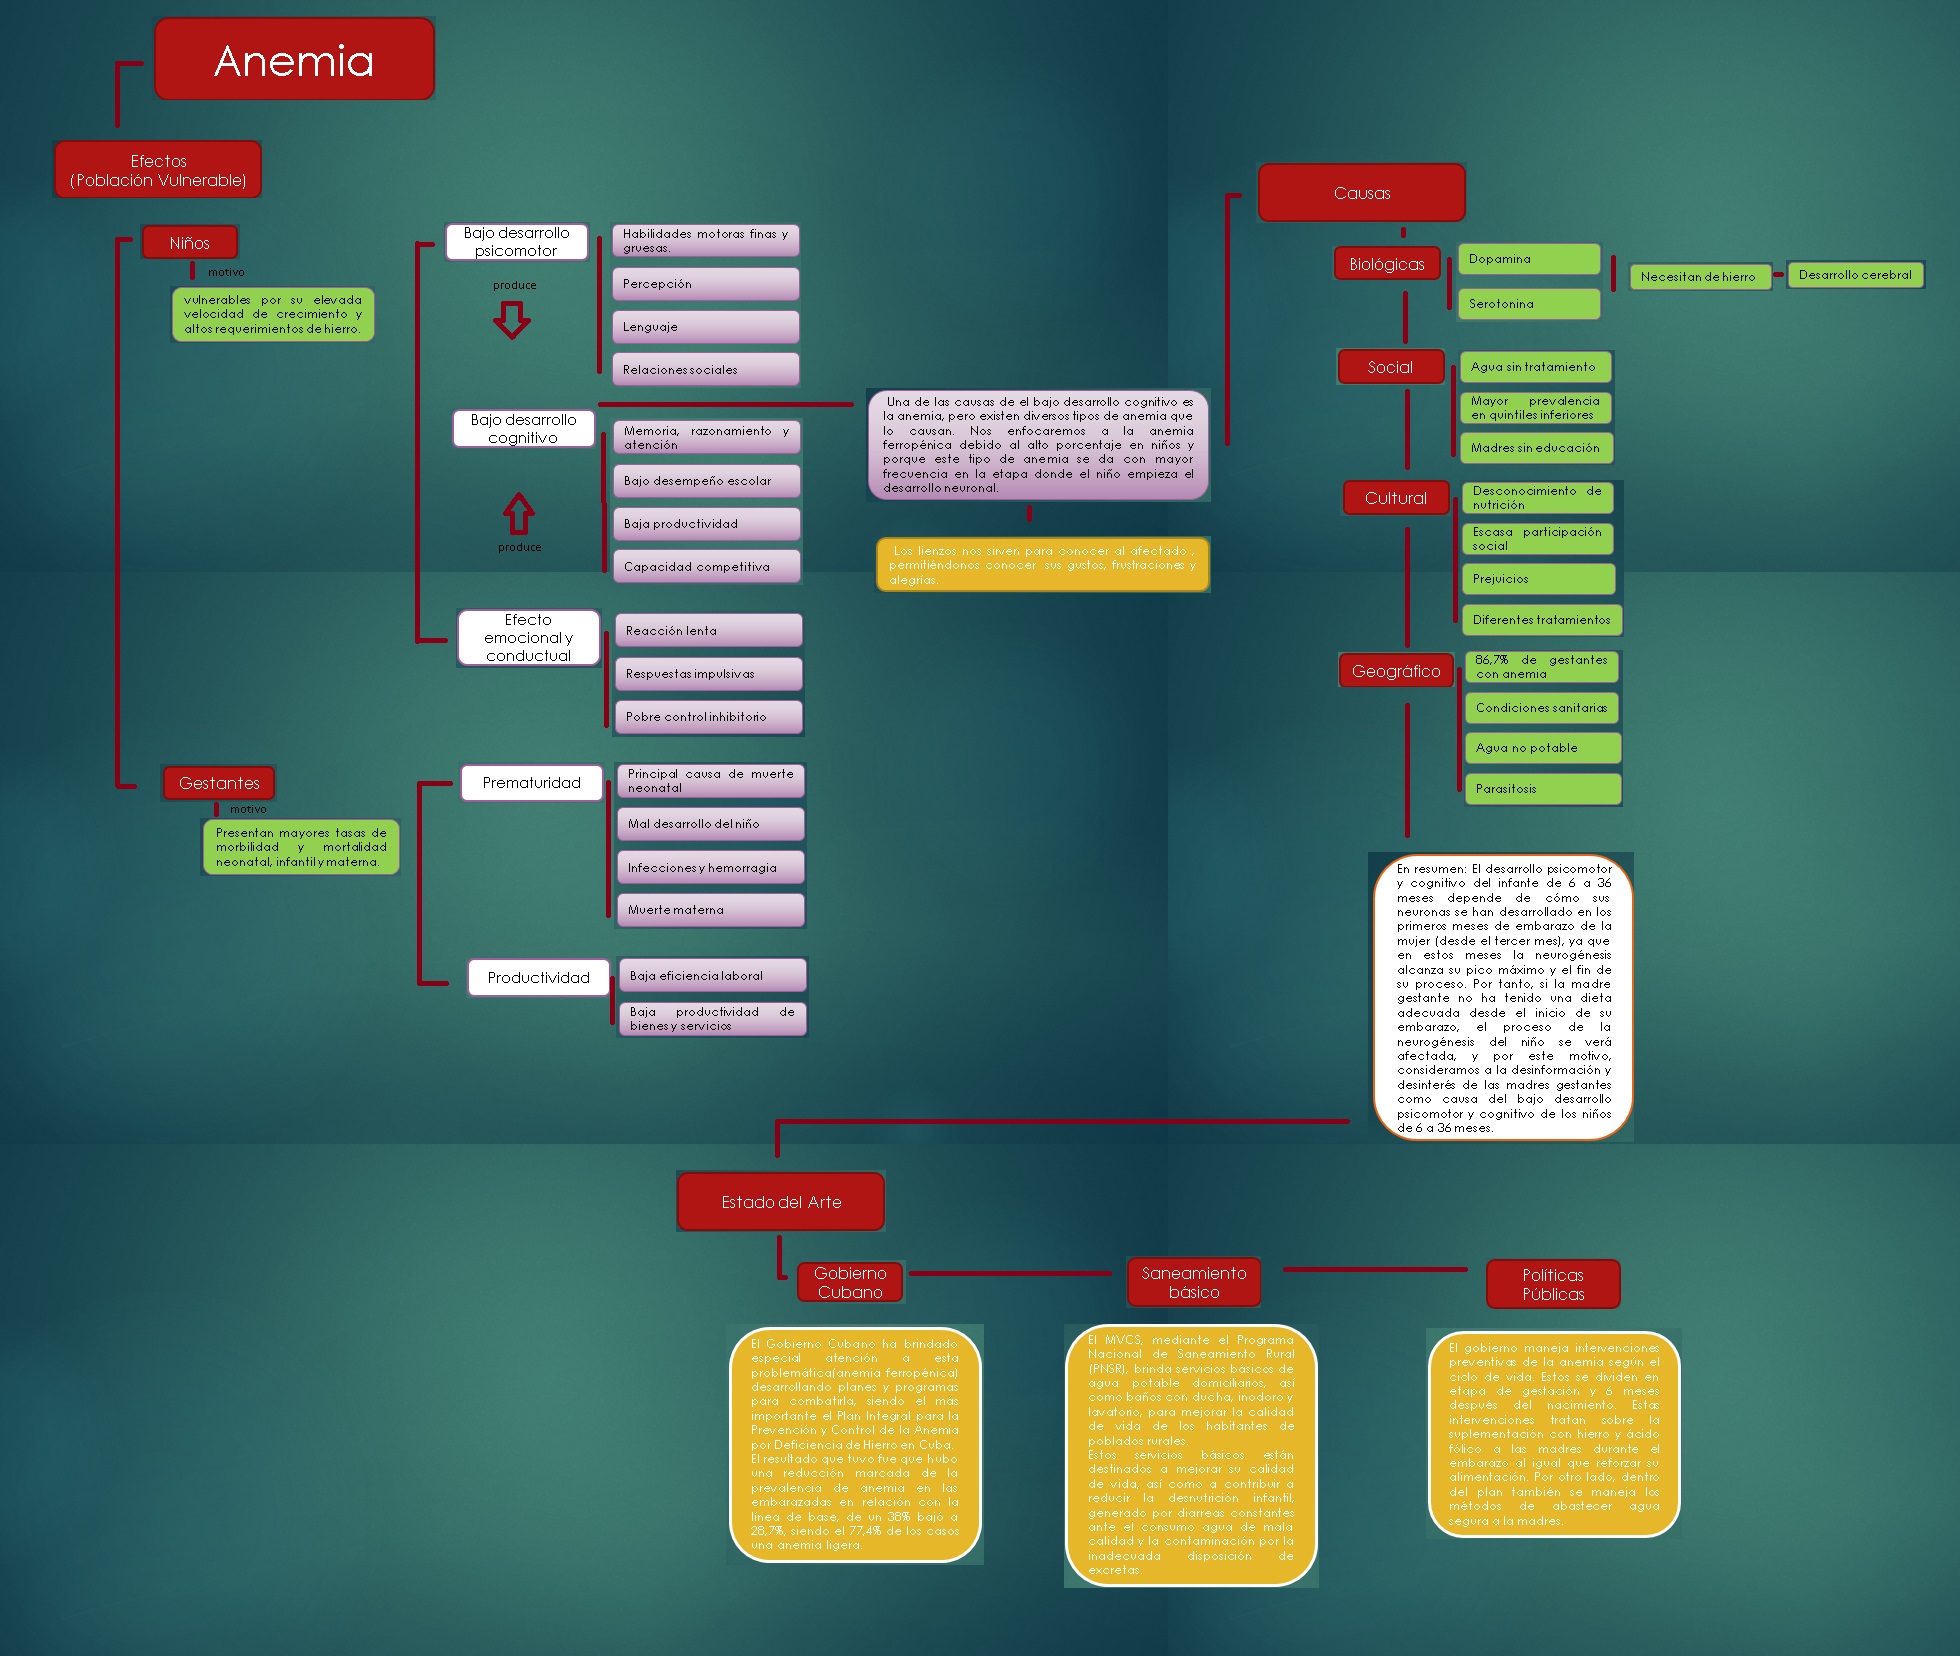 Anemia
Efectos
(Población Vulnerable)
Niños
motivo
vulnerables por su elevada
velocidad de crecimiento y
altos requerimientos de hierro.
Bajo desarrollo
psicomotor
produce
Habilidades motoras finas y
gruesas.
Percepción
Lenguaje
Relaciones sociales
Bajo desarrollo
cognitivo
produce
Memoria, razonamiento y
atención
Bajo desempeño escolar
Baja productividad
Capacidad competitiva
Efecto
emocional y
conductual
Reacción lenta
Respuestas impulsivas
Pobre control inhibitorio
Gestantes
motivo
Presentan mayores tasas de
morbilidad y mortalidad
neonatal, infantil y materna.
Prematuridad
Principal causa de muerte
neonatal
Mal desarrollo del niño
Infecciones y hemorragia
Muerte materna
Productividad
Baja eficiencia laboral
Baja productividad de
bienes y servicios
Una de las causas de el bajo desarrollo cognitivo es
la anemia, pero existen diversos tipos de anemia que
lo causan. Nos enfocaremos a la anemia
ferropénica debido al alto porcentaje en niños y
porque este tipo de anemia se da con mayor
frecuencia en la etapa donde el niño empieza el
desarrollo neuronal.
Los lienzos nos sirven para conocer al afectado ,
permitiéndonos conocer sus gustos, frustraciones y
alegrías.
Causas
Biológicas
Dopamina
Serotonina
Necesitan de hierro
Desarrollo cerebral
Social
Agua sin tratamiento
Mayor prevalencia
en quintiles inferiores
Madres sin educación
Cultural
Desconocimiento de
nutrición
Escasa participación
social
Prejuicios
Diferentes tratamientos
Geográfico
86,7% de gestantes
con anemia
Condiciones sanitarias
Agua no potable
Parasitosis
En resumen: El desarrollo psicomotor
y cognitivo del infante de 6 a 36
meses depende de cómo sus
neuronas se han desarrollado en los
primeros meses de embarazo de la
mujer (desde el tercer mes), ya que
en estos meses la neurogénesis
alcanza su pico máximo y el fin de
su proceso. Por tanto, si la madre
gestante no ha tenido una dieta
adecuada desde el inicio de su
embarazo, el proceso de la
neurogénesis del niño se verá
afectada, y por este motivo,
consideramos a la desinformación y
desinterés de las madres gestantes
como causa del bajo desarrollo
psicomotor y cognitivo de los niños
de 6 a 36 meses.
Estado del Arte
Gobierno
Cubano
El Gobierno Cubano ha brindado
especial atención a esta
problemática(anemia ferropénica)
desarrollando planes y programas
para combatirla, siendo el más
importante el Plan Integral para la
Prevención y Control de la Anemia
por Deficiencia de Hierro en Cuba.
El resultado que tuvo fue que hubo
una reducción marcada de la
prevalencia de anemia en las
embarazadas en relación con la
línea de base, de un 38% bajó a
28,7%, siendo el 77,4% de los casos
una anemia ligera.
Saneamiento
básico
El MVCS, mediante el Programa
Nacional de Saneamiento Rural
(PNSR), brinda servicios básicos de
agua potable domiciliarios, así
como baños con ducha, inodoro y
lavatorio, para mejorar la calidad
de vida de los habitantes de
poblados rurales.
Estos servicios básicos están
destinados a mejorar su calidad
de vida, así como a contribuir a
reducir la desnutrición infantil,
generado por diarreas constantes
ante el consumo agua de mala
calidad y la contaminación por la
inadecuada disposición de
excretas.
Políticas
Públicas
El gobierno maneja intervenciones
preventivas de la anemia según el
ciclo de vida. Estos se dividen en
etapa de gestación y 6 meses
después del nacimiento. Estas
intervenciones tratan sobre la
suplementación con hierro y ácido
fólico a las madres durante el
embarazo al igual que reforzar su
alimentación. Por otro lado, dentro
del plan también se maneja los
métodos de abastecer agua
segura a la madres.